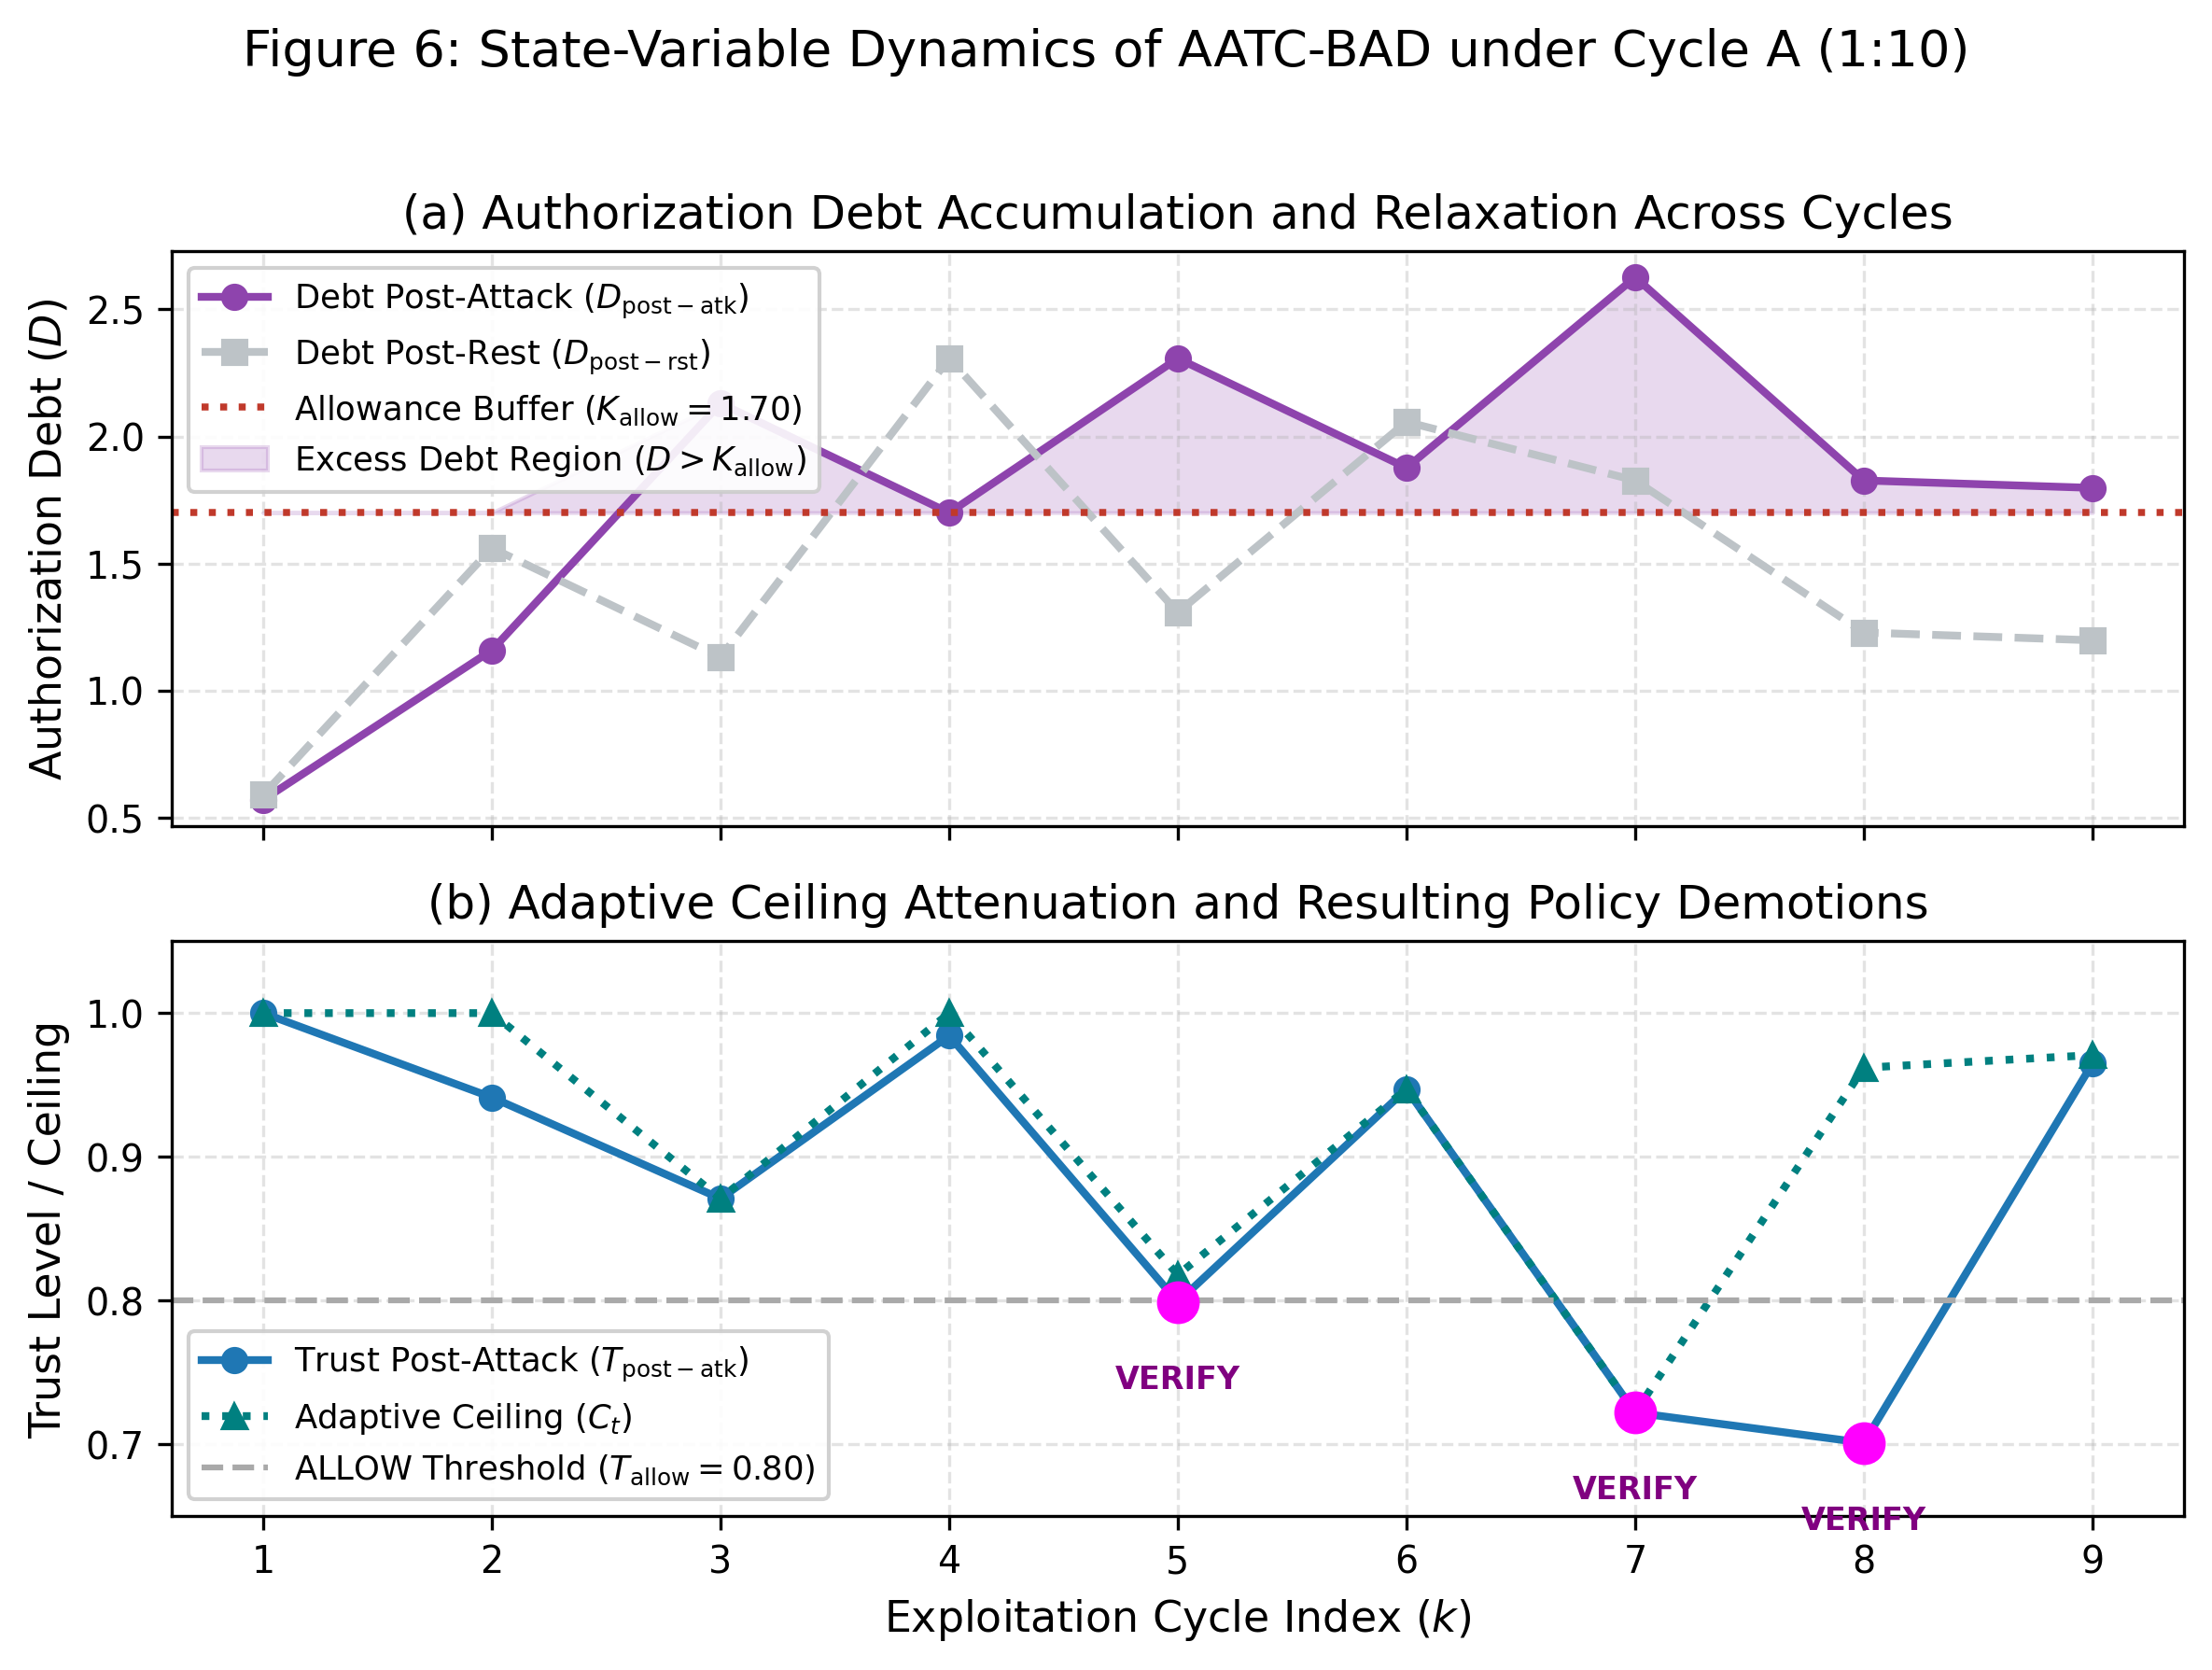 Figure 6: State-Variable Dynamics of AATC-BAD under Cycle A (1:10)
(a) Authorization Debt Accumulation and Relaxation Across Cycles
Authorization Debt (D)
2.5
2.0
1.5
1.0
0.5
Debt Post-Attack (D_post−atk)
Debt Post-Rest (D_post−rst)
Allowance Buffer (K_allow = 1.70)
Excess Debt Region (D > K_allow)
(b) Adaptive Ceiling Attenuation and Resulting Policy Demotions
Trust Level / Ceiling
1.0
0.9
0.8
0.7
Trust Post-Attack (T_post−atk)
Adaptive Ceiling (C_t)
ALLOW Threshold (T_allow = 0.80)
VERIFY
VERIFY
VERIFY
1 2 3 4 5 6 7 8 9
Exploitation Cycle Index (k)